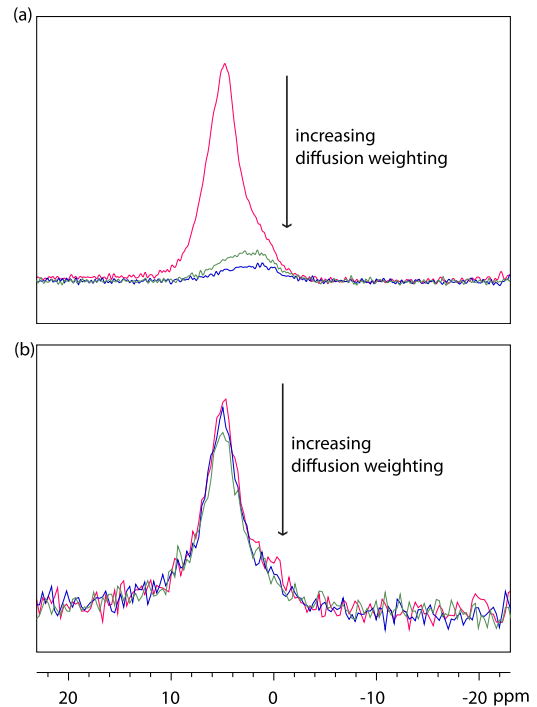 (a)
increasing
diffusion weighting
(b)
increasing
diffusion weighting
20 10 0 -10 -20 ppm